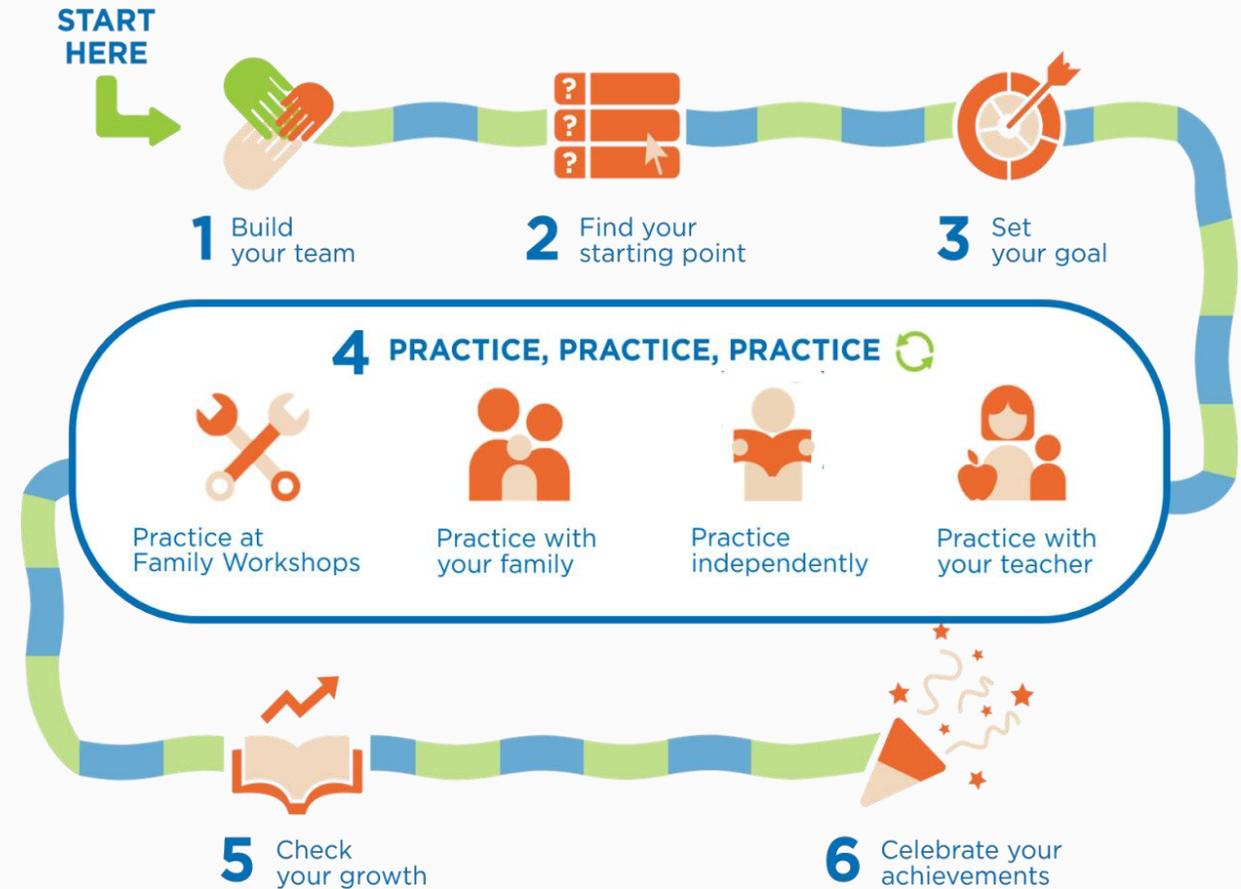 START
HERE
?
?
?
1 Build
your team
2 Find your
starting point
3 Set
your goal
4 PRACTICE, PRACTICE, PRACTICE
Practice at
Family Workshops
Practice with
your family
Practice
independently
Practice with
your teacher
5 Check
your growth
6 Celebrate your
achievements